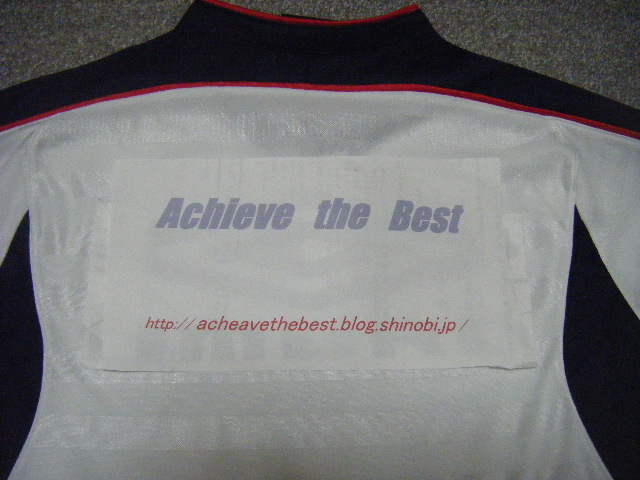 Achieve the Best
http://acheavethebest.blog.shinobi.jp/